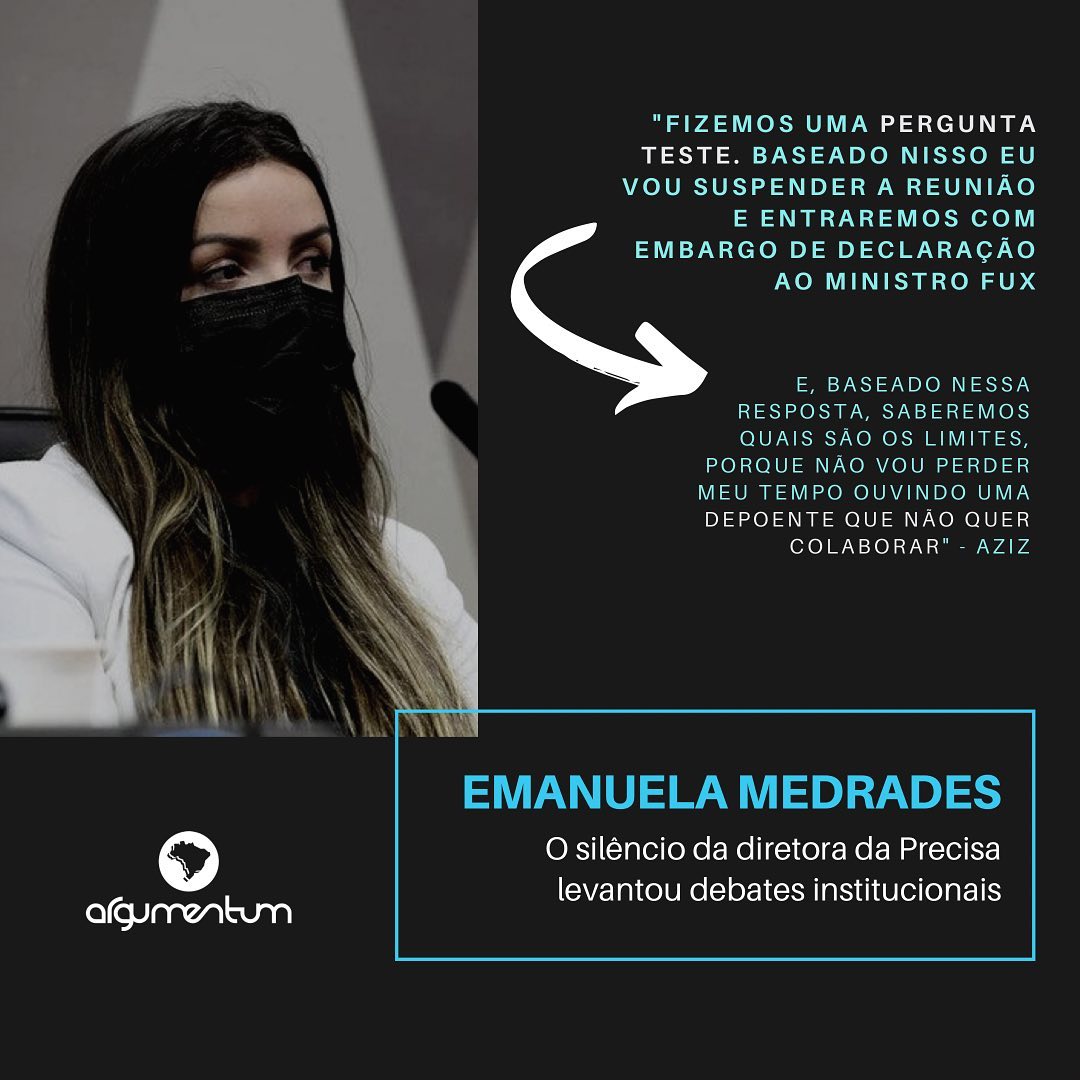 "FIZEMOS UMA PERGUNTA
TESTE. BASEADO NISSO EU
VOU SUSPENDER A REUNIÃO
E ENTRAREMOS COM
EMBARGO DE DECLARAÇÃO
AO MINISTRO FUX
E, BASEADO NESSA
RESPOSTA, SABEREMOS
QUAIS SÃO OS LIMITES,
PORQUE NÃO VOU PERDER
MEU TEMPO OUVINDO UMA
DEPOENTE QUE NÃO QUER
COLABORAR" - AZIZ
EMANUELA MEDRADES
O silêncio da diretora da Precisa
levantou debates institucionais
argumentum